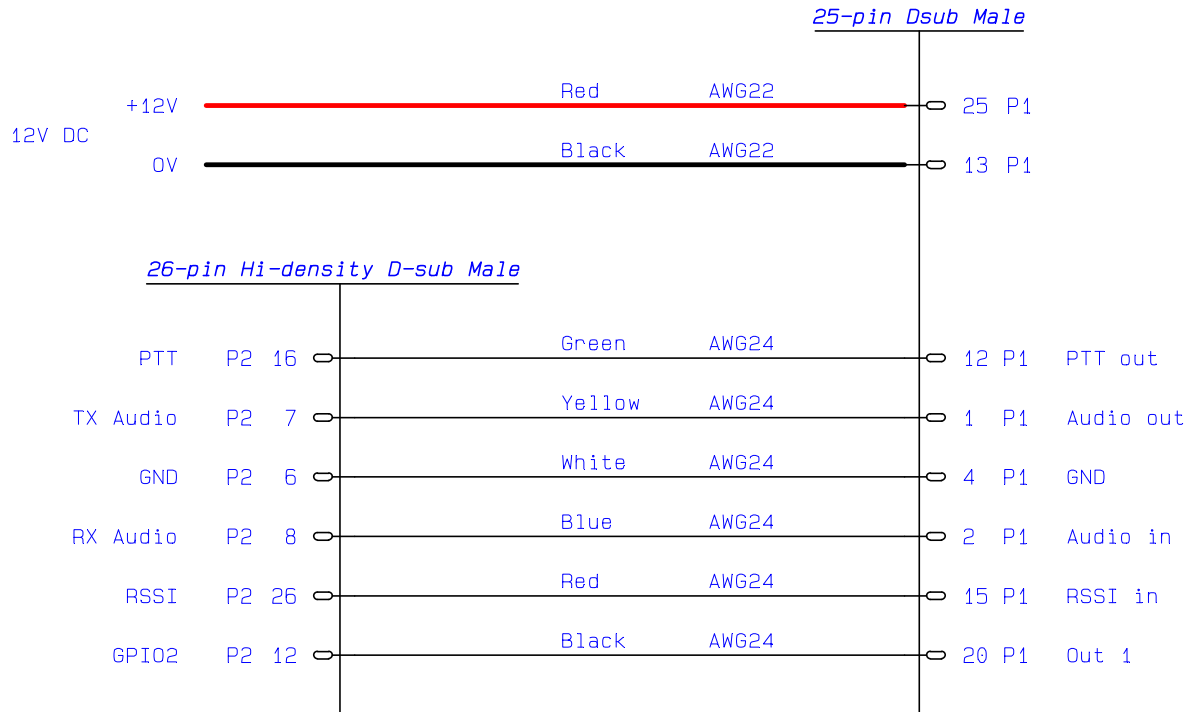 25-pin Dsub Male
Red AWG22
+12V 25 P1
12V DC
Black AWG22
0V 13 P1
26-pin Hi-density D-sub Male
Green AWG24
PTT P2 16 12 P1 PTT out
Yellow AWG24
TX Audio P2 7 1 P1 Audio out
White AWG24
GND P2 6 4 P1 GND
Blue AWG24
RX Audio P2 8 2 P1 Audio in
Red AWG24
RSSI P2 26 15 P1 RSSI in
Black AWG24
GPIO2 P2 12 20 P1 Out 1